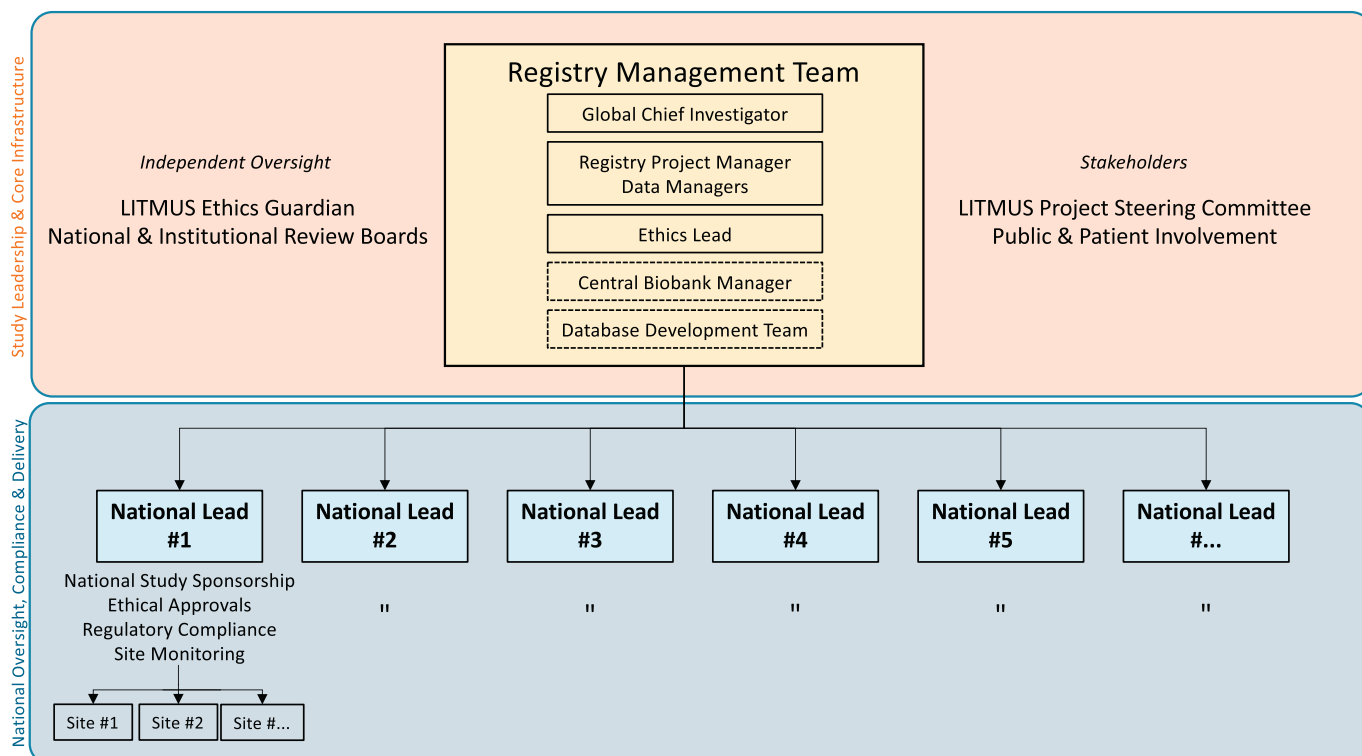 Study Leadership & Core Infrastructure
Registry Management Team
Global Chief Investigator
Registry Project Manager
Data Managers
Ethics Lead
Central Biobank Manager
Database Development Team
Independent Oversight
LITMUS Ethics Guardian
National & Institutional Review Boards
Stakeholders
LITMUS Project Steering Committee
Public & Patient Involvement
National Oversight, Compliance & Delivery
National Lead
#1
National Lead
#2
National Lead
#3
National Lead
#4
National Lead
#5
National Lead
#...
National Study Sponsorship
Ethical Approvals
Regulatory Compliance
Site Monitoring
"
"
"
"
"
Site #1
Site #2
Site #...